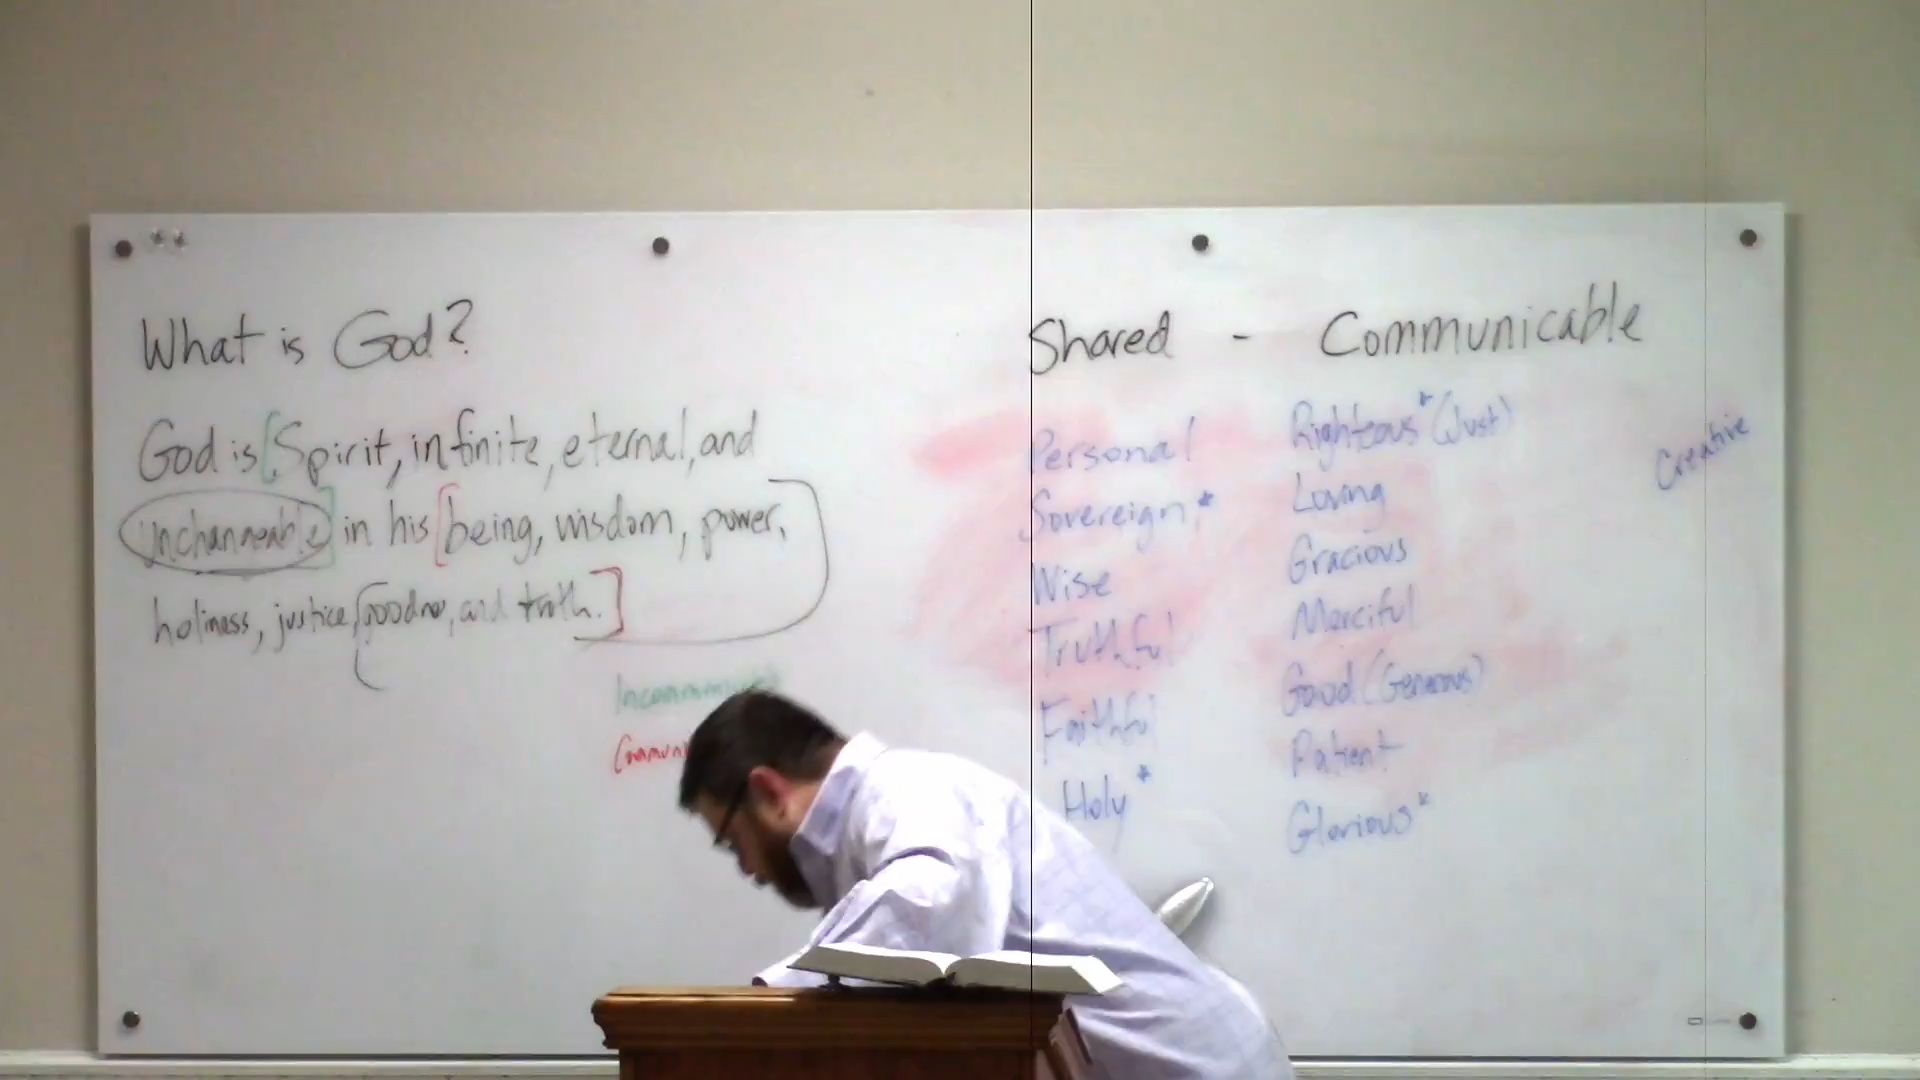 What is God?
God is [Spirit, infinite, eternal, and
Unchangeable] in his [being, wisdom, power,
holiness, justice, [goodness, and truth.]
Shared - Communicable
Personal
Sovereign *
Wise
Truthful
Faithful
Holy *
Righteous * (Just)
Loving
Gracious
Merciful
Good (Generous)
Patient
Glorious *
Creative